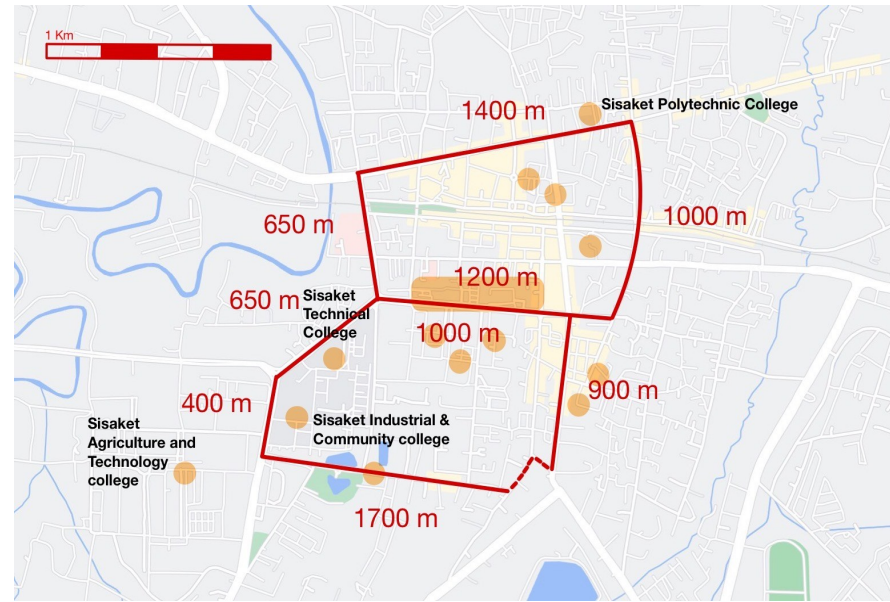 1 Km
Sisaket Polytechnic College
1400 m
650 m
1000 m
1200 m
650 m
Sisaket
Technical
College
1000 m
400 m
900 m
Sisaket Industrial &
Community college
Sisaket
Agriculture and
Technology
college
1700 m